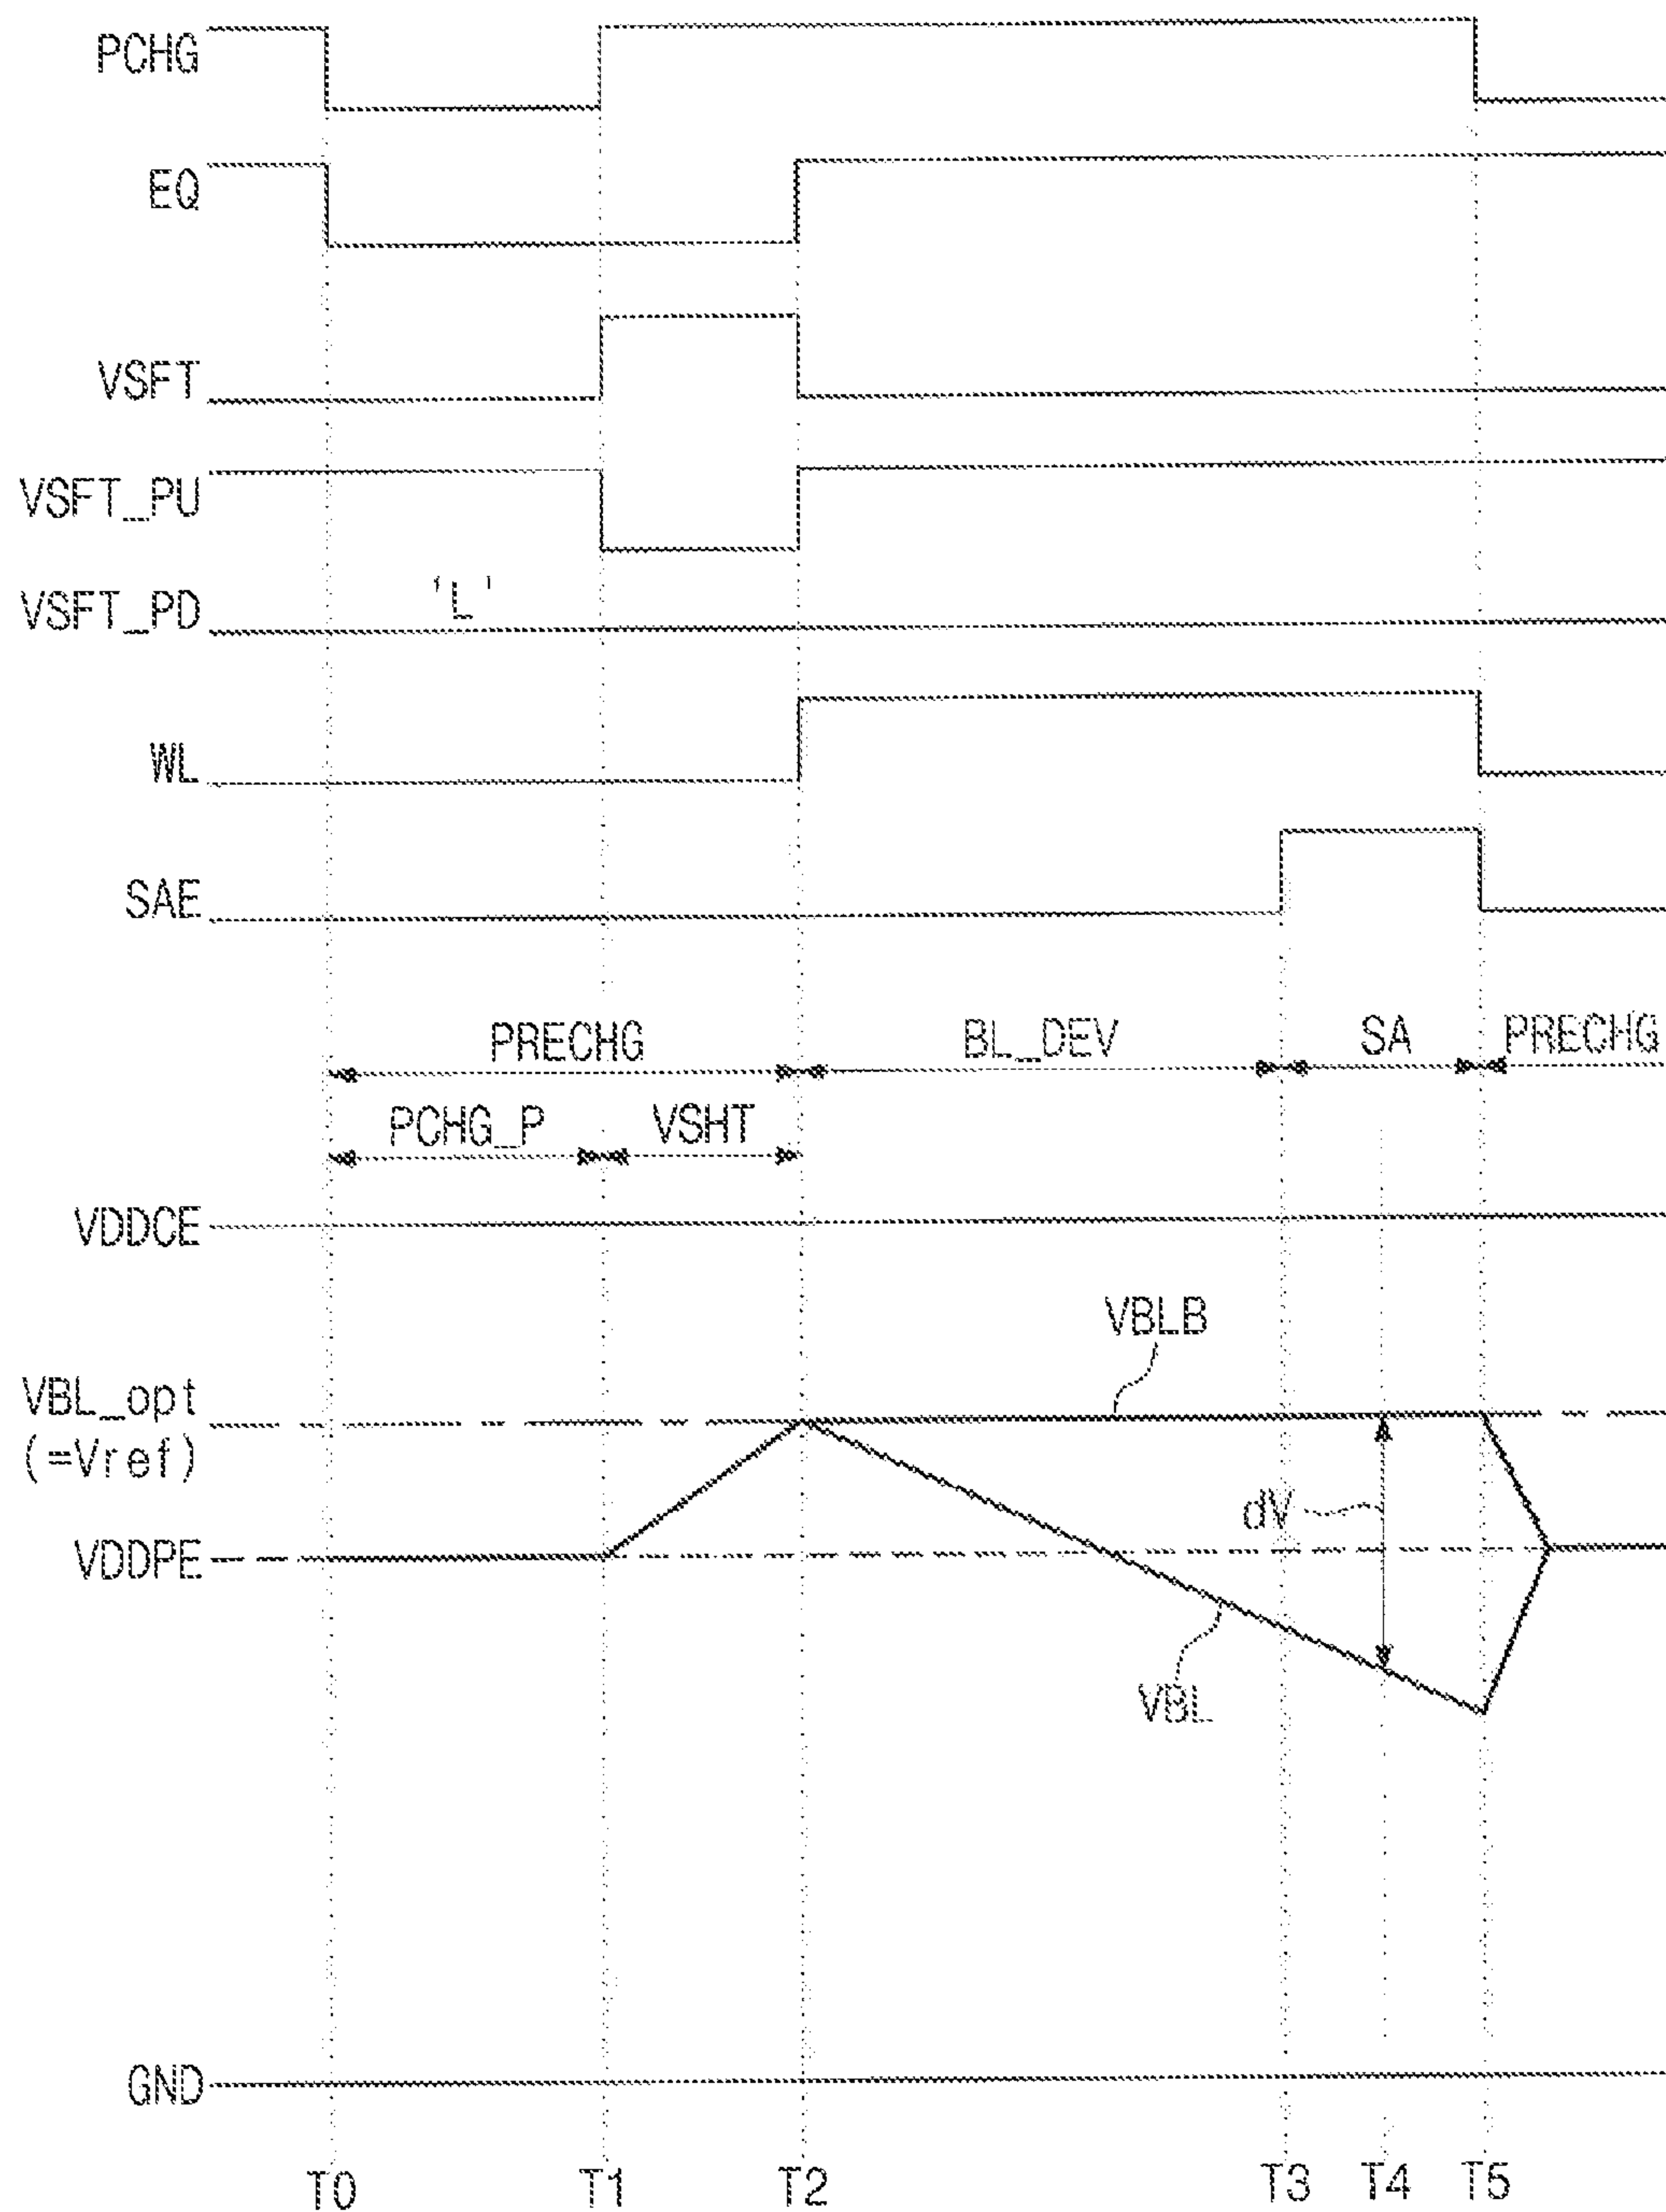 PCHG
EQ
VSFT
VSFT_PU
VSFT_PD 'L'
WL
SAE
PRECHG BL_DEV SA PRECHG
PCHG_P VSHT
VDDCE
VBLB
VBL_opt
(=Vref)
dV
VDDPE
VBL
GND
T0 T1 T2 T3 T4 T5